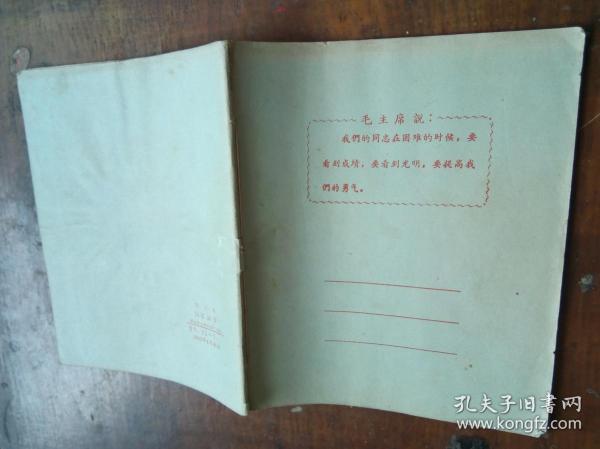 毛主席說：
我們的同志在困难的时候，要
看到成績，要看到光明，要提高我
們的勇气。
孔夫子旧书网
www.kongfz.com